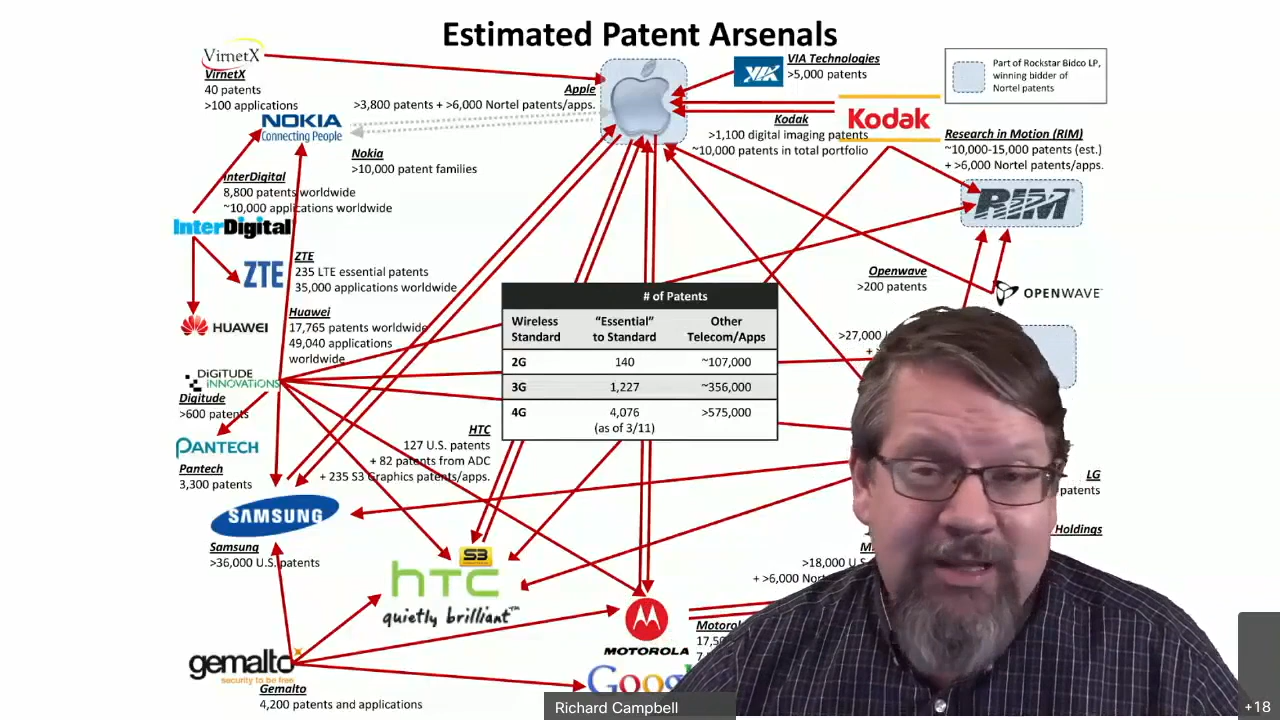 Estimated Patent Arsenals
VirnetX
VirnetX
40 patents
>100 applications
Apple
>3,800 patents + >6,000 Nortel patents/apps.
VIA
VIA Technologies
>5,000 patents
Part of Rockstar Bidco LP,
winning bidder of
Nortel patents
NOKIA
Connecting People
Nokia
>10,000 patent families
Kodak
>1,100 digital imaging patents
~10,000 patents in total portfolio
Kodak
Research in Motion (RIM)
~10,000-15,000 patents (est.)
+ >6,000 Nortel patents/apps.
RIM
InterDigital
8,800 patents worldwide
~10,000 applications worldwide
InterDigital
ZTE
ZTE
235 LTE essential patents
35,000 applications worldwide
Openwave
>200 patents
OPENWAVE
HUAWEI
Huawei
17,765 patents worldwide
49,040 applications
worldwide
# of Patents
Wireless Standard
"Essential" to Standard
Other Telecom/Apps
2G 140 ~107,000
3G 1,227 ~356,000
4G 4,076 >575,000
(as of 3/11)
>27,000
+ >
DiGiTUDE
iNNOVATiONS
Digitude
>600 patents
PANTECH
Pantech
3,300 patents
HTC
127 U.S. patents
+ 82 patents from ADC
+ 235 S3 Graphics patents/apps.
LG
patents
SAMSUNG
Samsung
>36,000 U.S. patents
Holdings
>18,000 U.S
+ >6,000 Nort
S3
hTC
quietly brilliant™
MOTOROLA
Motorol
17,50
gemalto
security to be free
Gemalto
4,200 patents and applications
Goog
Richard Campbell
+18